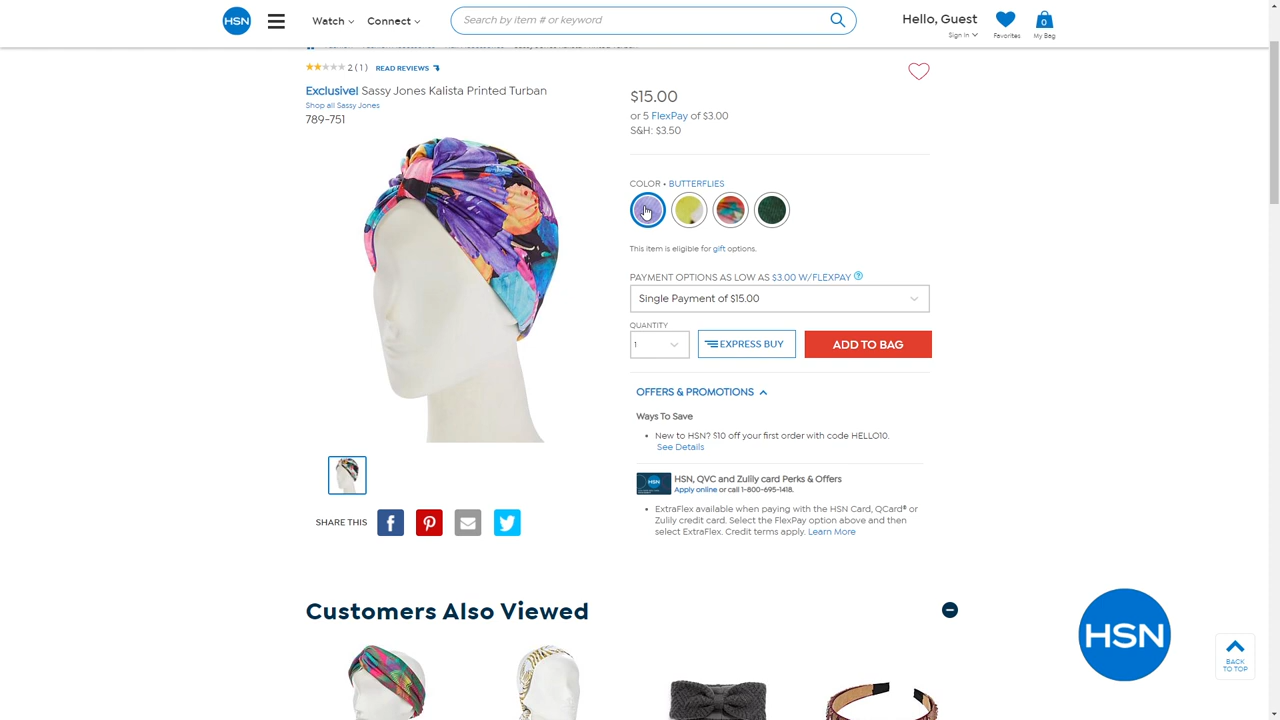 HSN
Watch
Connect
Search by item # or keyword
Hello, Guest
Sign In
Favorites
0
My Bag
2 ( 1 )
READ REVIEWS
Exclusive! Sassy Jones Kalista Printed Turban
Shop all Sassy Jones
789-751
$15.00
or 5 FlexPay of $3.00
S&H: $3.50
COLOR • BUTTERFLIES
This item is eligible for gift options.
PAYMENT OPTIONS AS LOW AS $3.00 W/FLEXPAY ?
Single Payment of $15.00
QUANTITY
1
EXPRESS BUY
ADD TO BAG
OFFERS & PROMOTIONS
Ways To Save
• New to HSN? $10 off your first order with code HELLO10.
See Details
HSN
HSN, QVC and Zulily card Perks & Offers
Apply online or call 1-800-695-1418.
• ExtraFlex available when paying with the HSN Card, QCard® or
Zulily credit card. Select the FlexPay option above and then
select ExtraFlex. Credit terms apply. Learn More
SHARE THIS
Customers Also Viewed
HSN
BACK
TO TOP